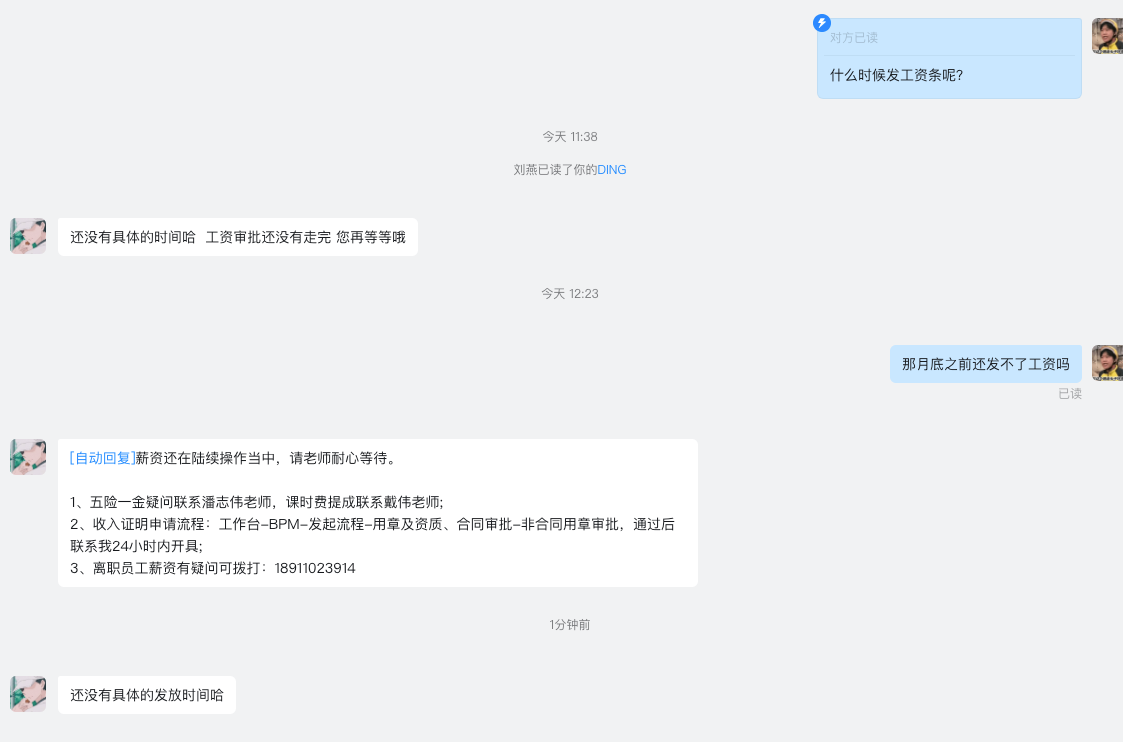 对方已读
什么时候发工资条呢?
今天 11:38
刘燕已读了你的DING
还没有具体的时间哈  工资审批还没有走完 您再等等哦
今天 12:23
那月底之前还发不了工资吗
已读
[自动回复]薪资还在陆续操作当中，请老师耐心等待。
1、五险一金疑问联系潘志伟老师，课时费提成联系戴伟老师;
2、收入证明申请流程：工作台-BPM-发起流程-用章及资质、合同审批-非合同用章审批，通过后
联系我24小时内开具;
3、离职员工薪资有疑问可拨打：18911023914
1分钟前
还没有具体的发放时间哈